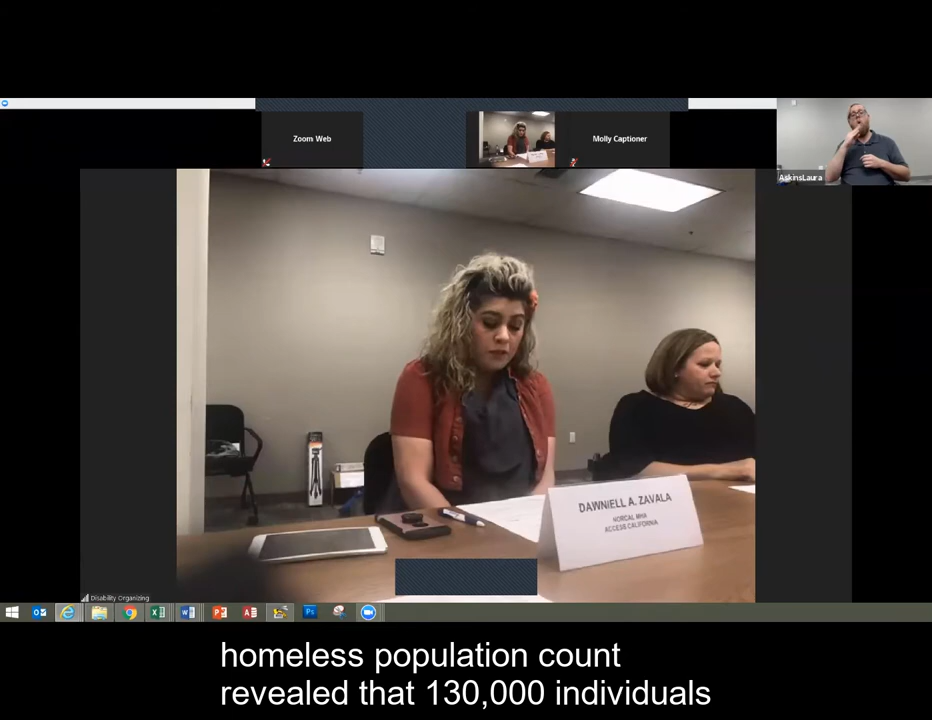 Zoom Web
Molly Captioner
AskinsLaura
DAWNIELL A. ZAVALA
NORCAL MHA
ACCESS CALIFORNIA
Disability Organizing
homeless population count
revealed that 130,000 individuals